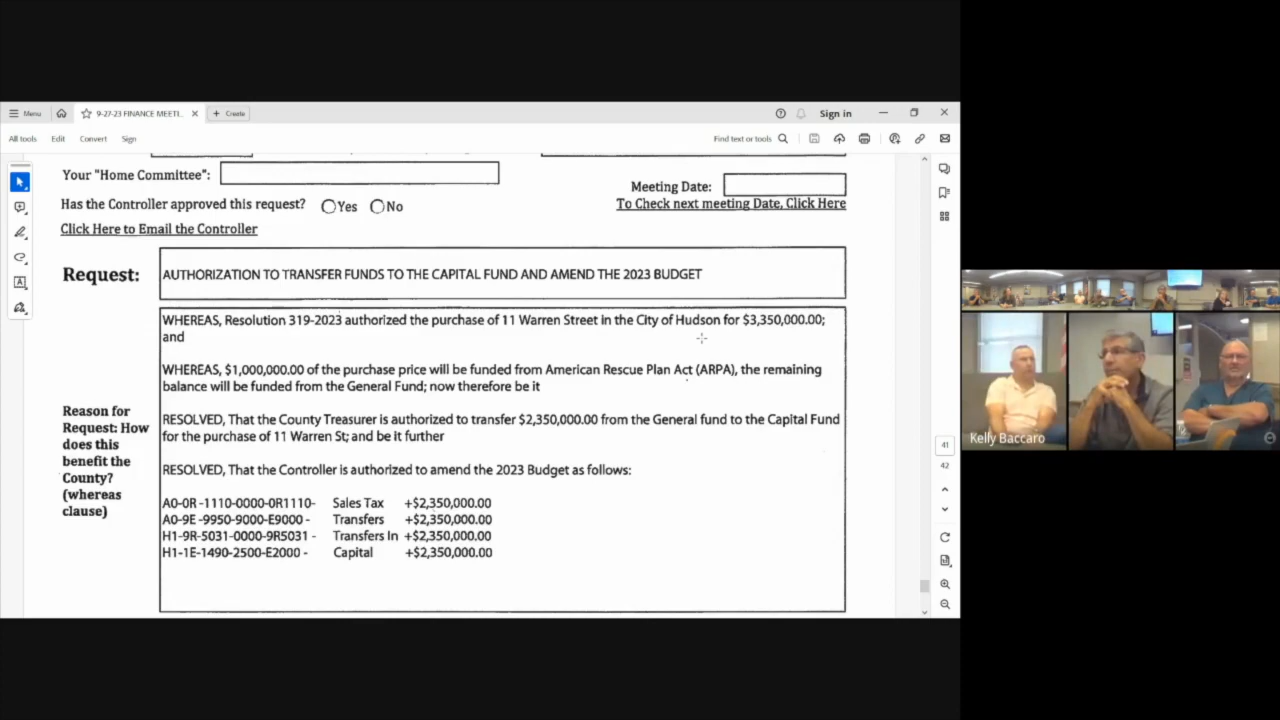 Menu
9-27-23 FINANCE MEETI...
Create
Sign in
All tools
Edit
Convert
Sign
Find text or tools
Your "Home Committee":
Meeting Date:
Has the Controller approved this request?
Yes
No
To Check next meeting Date, Click Here
Click Here to Email the Controller
Request:
AUTHORIZATION TO TRANSFER FUNDS TO THE CAPITAL FUND AND AMEND THE 2023 BUDGET
Reason for
Request: How
does this
benefit the
County?
(whereas
clause)
WHEREAS, Resolution 319-2023 authorized the purchase of 11 Warren Street in the City of Hudson for $3,350,000.00;
and
WHEREAS, $1,000,000.00 of the purchase price will be funded from American Rescue Plan Act (ARPA), the remaining
balance will be funded from the General Fund; now therefore be it
RESOLVED, That the County Treasurer is authorized to transfer $2,350,000.00 from the General fund to the Capital Fund
for the purchase of 11 Warren St; and be it further
RESOLVED, That the Controller is authorized to amend the 2023 Budget as follows:
A0-0R -1110-0000-0R1110- Sales Tax +$2,350,000.00
A0-9E -9950-9000-E9000 - Transfers +$2,350,000.00
H1-9R-5031-0000-9R5031 - Transfers In +$2,350,000.00
H1-1E-1490-2500-E2000 - Capital +$2,350,000.00
41
42
Kelly Baccaro